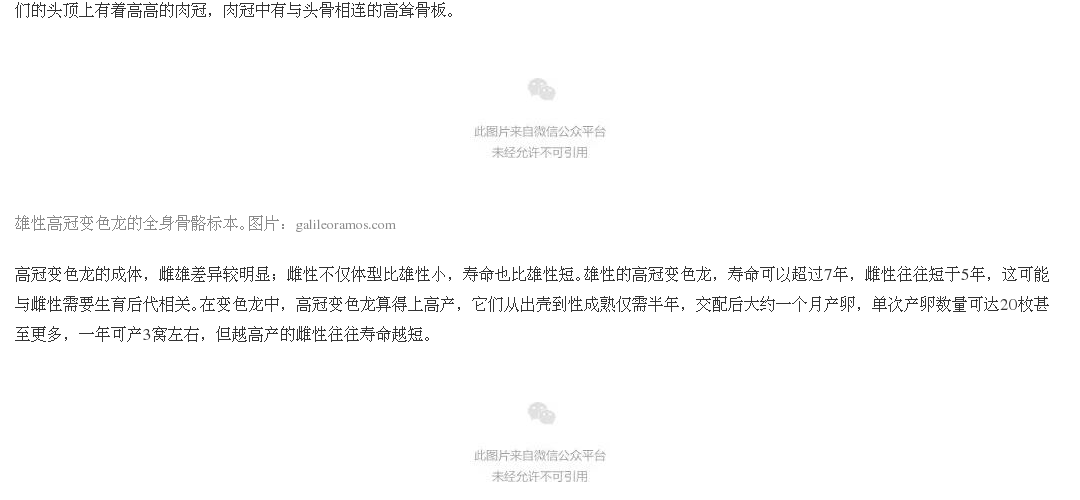 们的头顶上有着高高的肉冠，肉冠中有与头骨相连的高耸骨板。
此图片来自微信公众平台
未经允许不可引用
雄性高冠变色龙的全身骨骼标本。图片：galileoramos.com
高冠变色龙的成体，雌雄差异较明显；雌性不仅体型比雄性小，寿命也比雄性短。雄性的高冠变色龙，寿命可以超过7年，雌性往往短于5年，这可能
与雌性需要生育后代相关。在变色龙中，高冠变色龙算得上高产，它们从出壳到性成熟仅需半年，交配后大约一个月产卵，单次产卵数量可达20枚甚
至更多，一年可产3窝左右，但越高产的雌性往往寿命越短。
此图片来自微信公众平台
未经允许不可引用